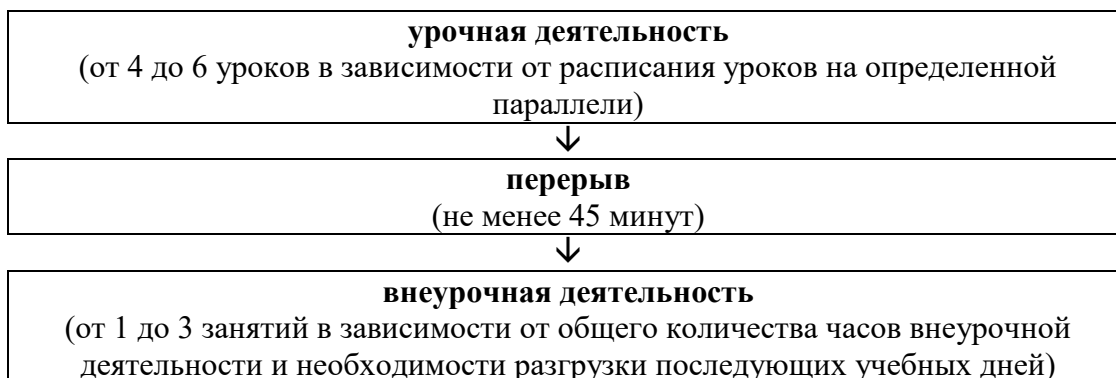 урочная деятельность
(от 4 до 6 уроков в зависимости от расписания уроков на определенной
параллели)
перерыв
(не менее 45 минут)
внеурочная деятельность
(от 1 до 3 занятий в зависимости от общего количества часов внеурочной
деятельности и необходимости разгрузки последующих учебных дней)